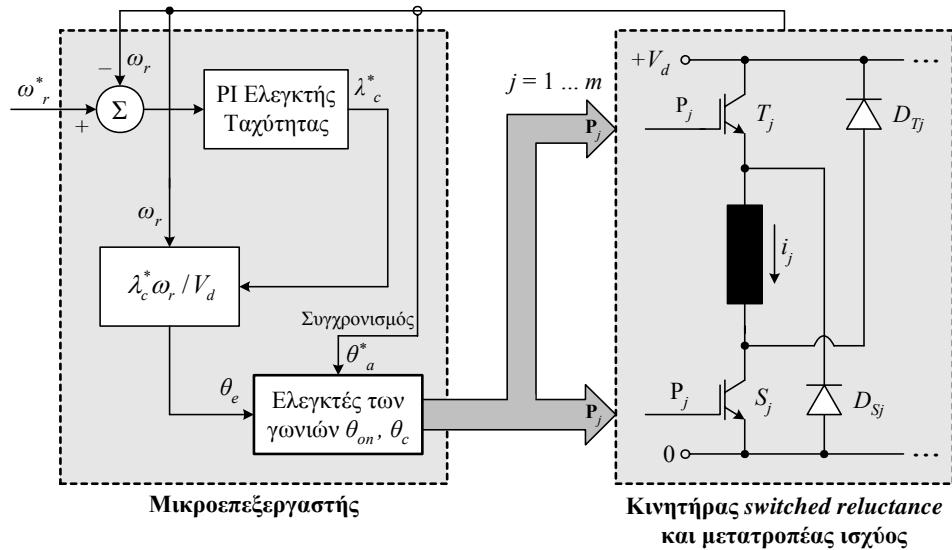 ω*r
+
−
ωr
Σ
PI Ελεγκτής
Ταχύτητας
λ*c
ωr
λ*c ωr / Vd
Συγχρονισμός
θ*a
θe
Ελεγκτές των
γωνιών θon , θc
Μικροεπεξεργαστής
j = 1 ... m
Pj
Pj
+Vd
...
Pj
Tj
DTj
ij
Pj
Sj
DSj
0
...
Κινητήρας switched reluctance
και μετατροπέας ισχύος